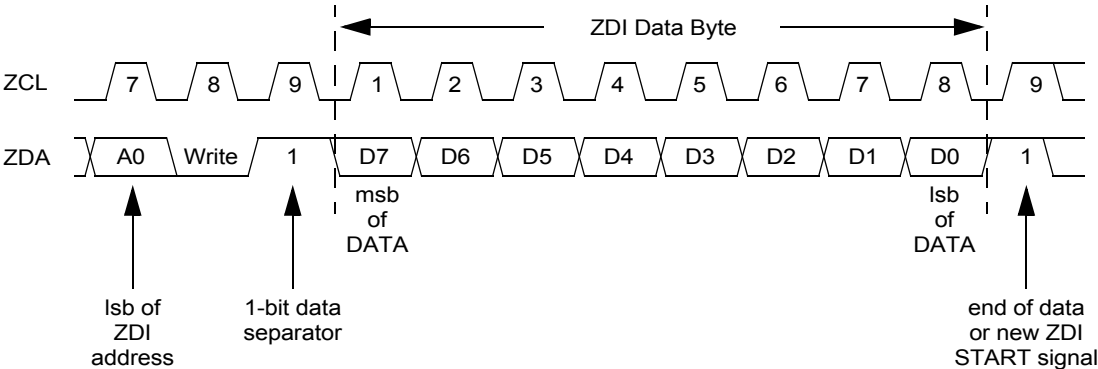 ZDI Data Byte
ZCL 7 8 9 1 2 3 4 5 6 7 8 9
ZDA A0 Write 1 D7 D6 D5 D4 D3 D2 D1 D0 1
msb
of
DATA
lsb
of
DATA
lsb of
ZDI
address
1-bit data
separator
end of data
or new ZDI
START signal